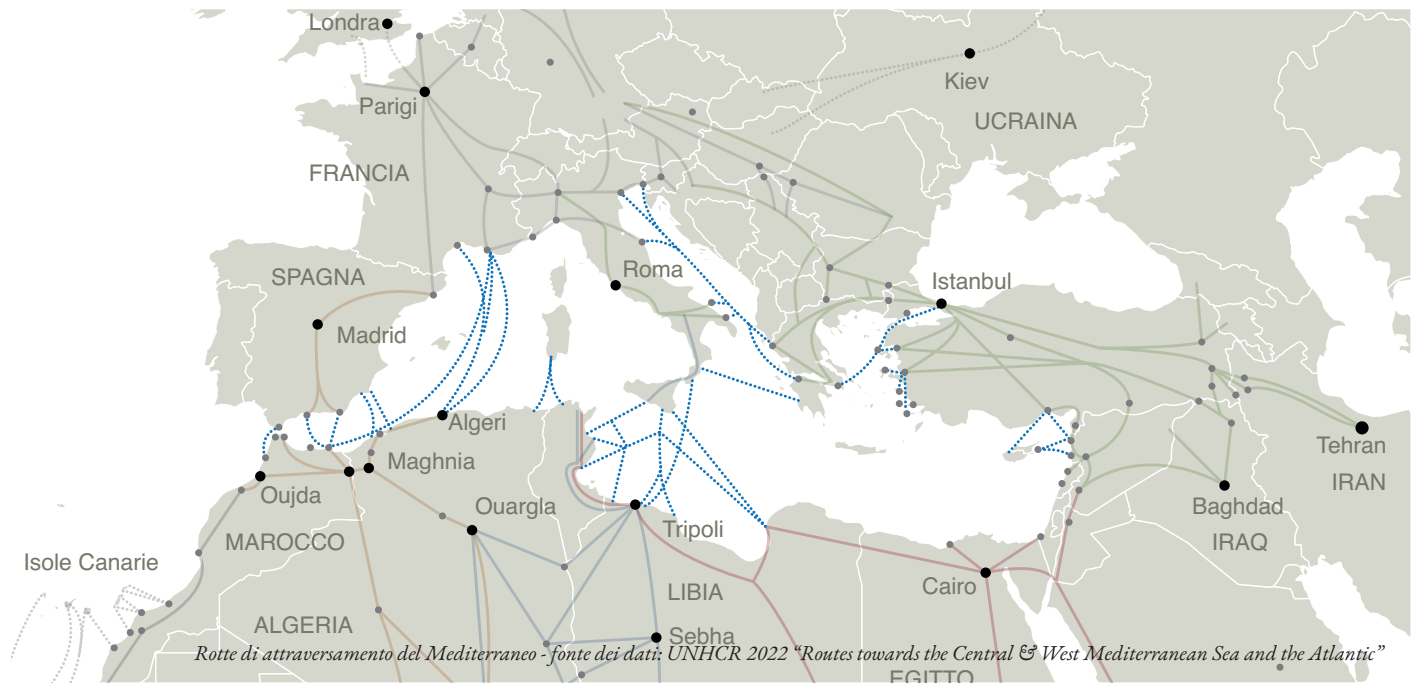 Londra
Kiev
Parigi
UCRAINA
FRANCIA
Roma
SPAGNA
Istanbul
Madrid
Algeri
Tehran
Maghnia
IRAN
Oujda
Ouargla
Baghdad
Tripoli
MAROCCO
IRAQ
Isole Canarie
Cairo
LIBIA
ALGERIA
Sebha
Rotte di attraversamento del Mediterraneo - fonte dei dati: UNHCR 2022 “Routes towards the Central & West Mediterranean Sea and the Atlantic”
EGITTO